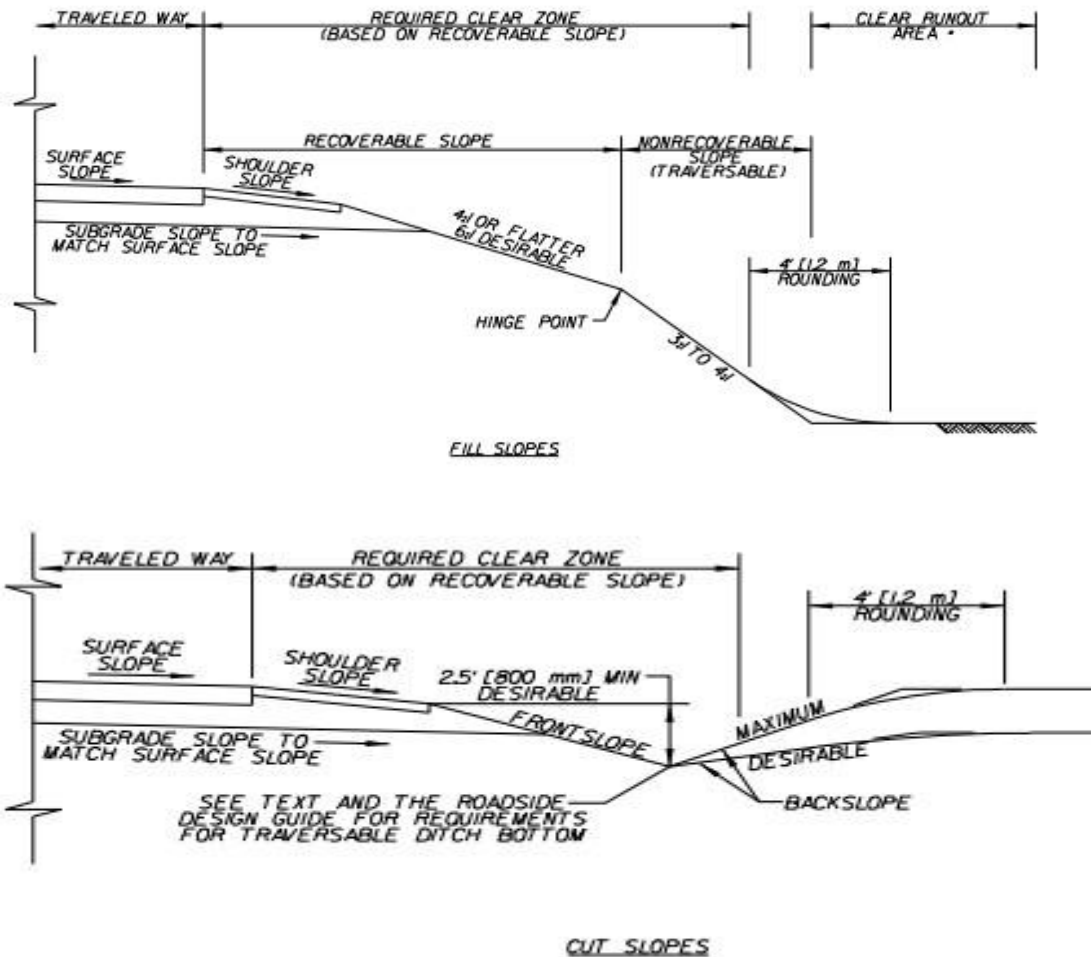 TRAVELED WAY
REQUIRED CLEAR ZONE
(BASED ON RECOVERABLE SLOPE)
CLEAR RUNOUT
AREA *
RECOVERABLE SLOPE
NONRECOVERABLE
SLOPE
(TRAVERSABLE)
SURFACE
SLOPE
SHOULDER
SLOPE
4:1 OR FLATTER
6:1 DESIRABLE
SUBGRADE SLOPE TO
MATCH SURFACE SLOPE
4' [1.2 m]
ROUNDING
HINGE POINT
3:1 TO 4:1
FILL SLOPES
TRAVELED WAY
REQUIRED CLEAR ZONE
(BASED ON RECOVERABLE SLOPE)
4' [1.2 m]
ROUNDING
SURFACE
SLOPE
SHOULDER
SLOPE
2.5' [800 mm] MIN
DESIRABLE
FRONTSLOPE
MAXIMUM
DESIRABLE
SUBGRADE SLOPE TO
MATCH SURFACE SLOPE
BACKSLOPE
SEE TEXT AND THE ROADSIDE
DESIGN GUIDE FOR REQUIREMENTS
FOR TRAVERSABLE DITCH BOTTOM
CUT SLOPES